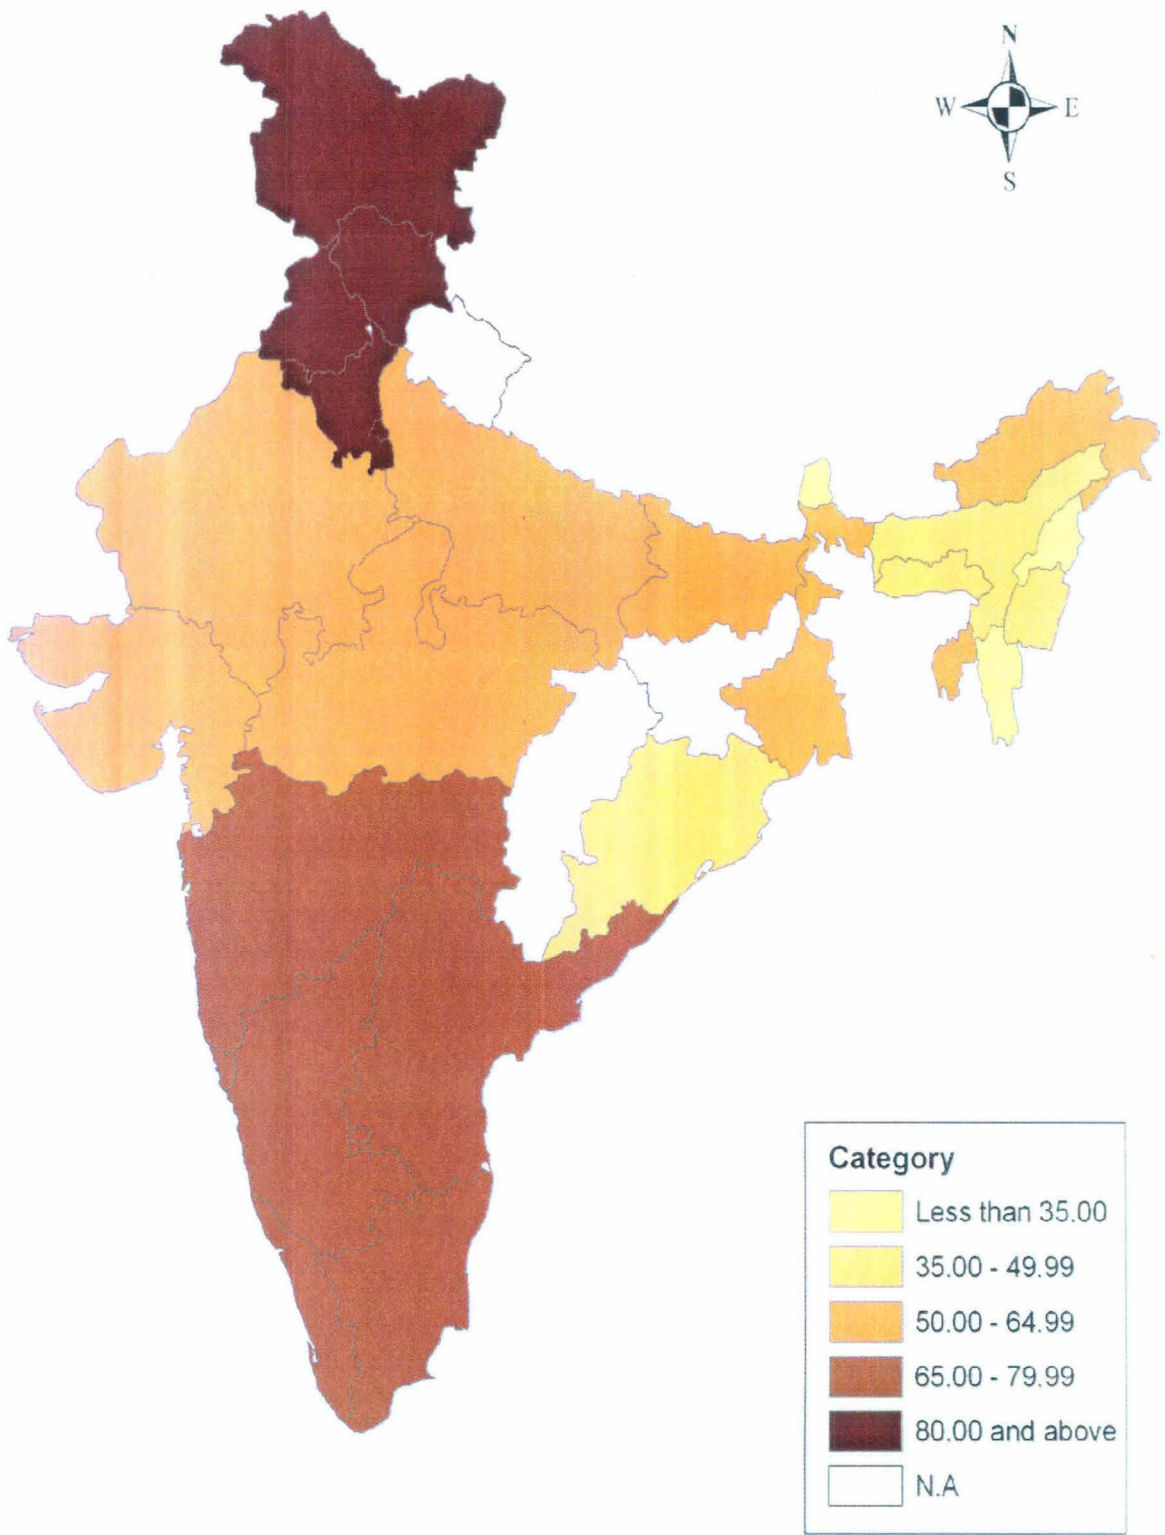 N
W E
S
Category
Less than 35.00
35.00 - 49.99
50.00 - 64.99
65.00 - 79.99
80.00 and above
N.A